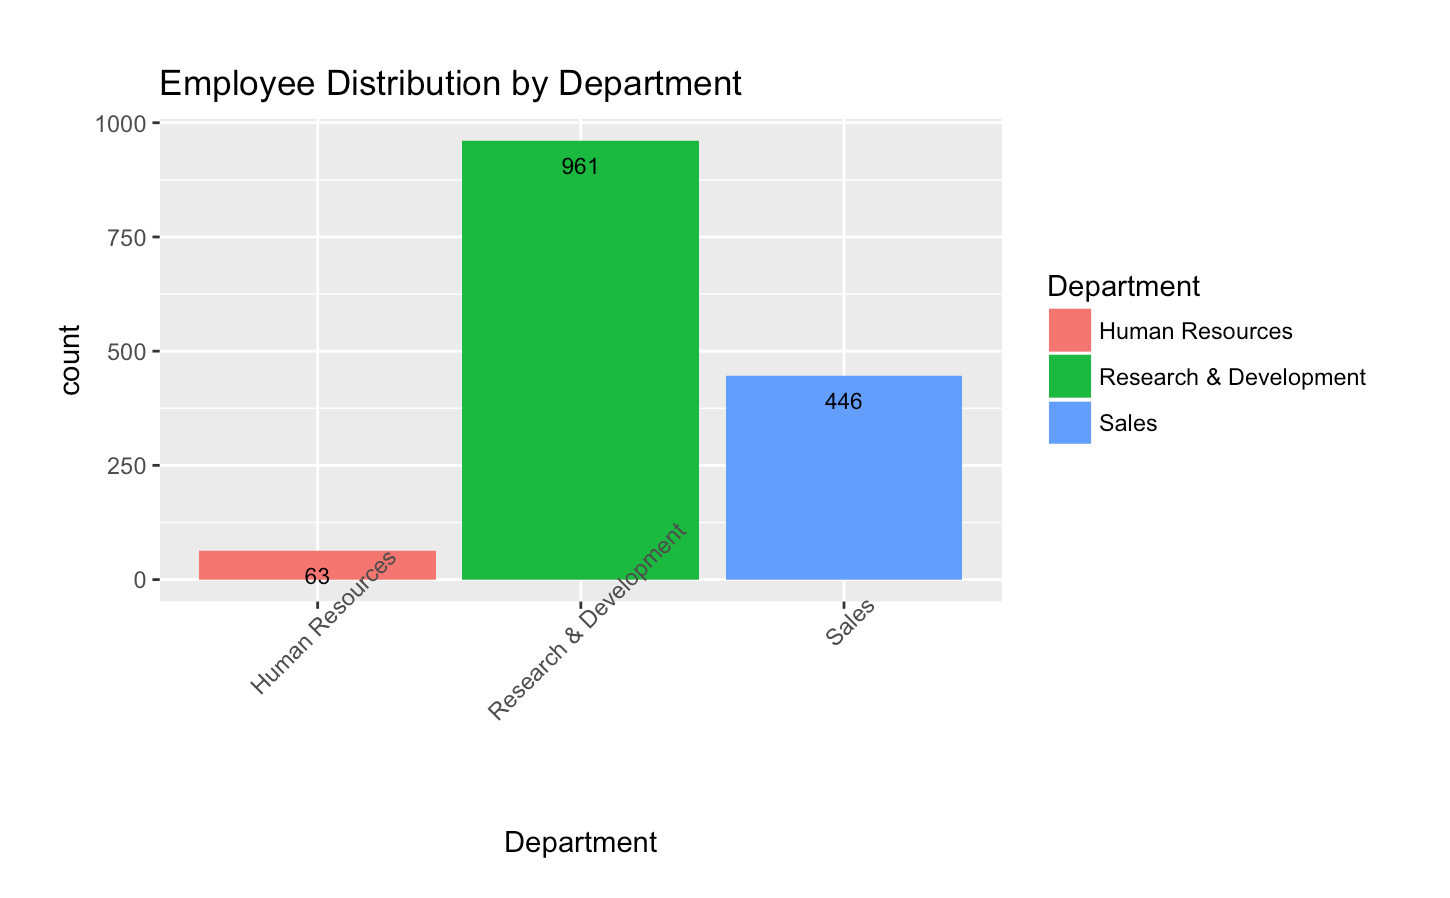 Employee Distribution by Department
1000
750
500
250
0
count
961
446
63
Human Resources
Research & Development
Sales
Department
Department
Human Resources
Research & Development
Sales